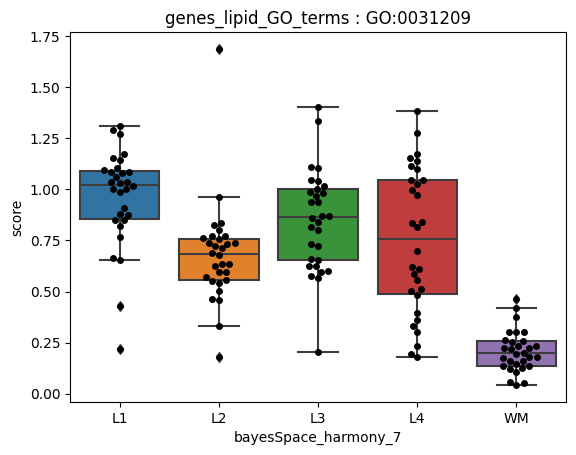 genes_lipid_GO_terms : GO:0031209
1.75
1.50
1.25
1.00
0.75
0.50
0.25
0.00
score
L1 L2 L3 L4 WM
bayesSpace_harmony_7